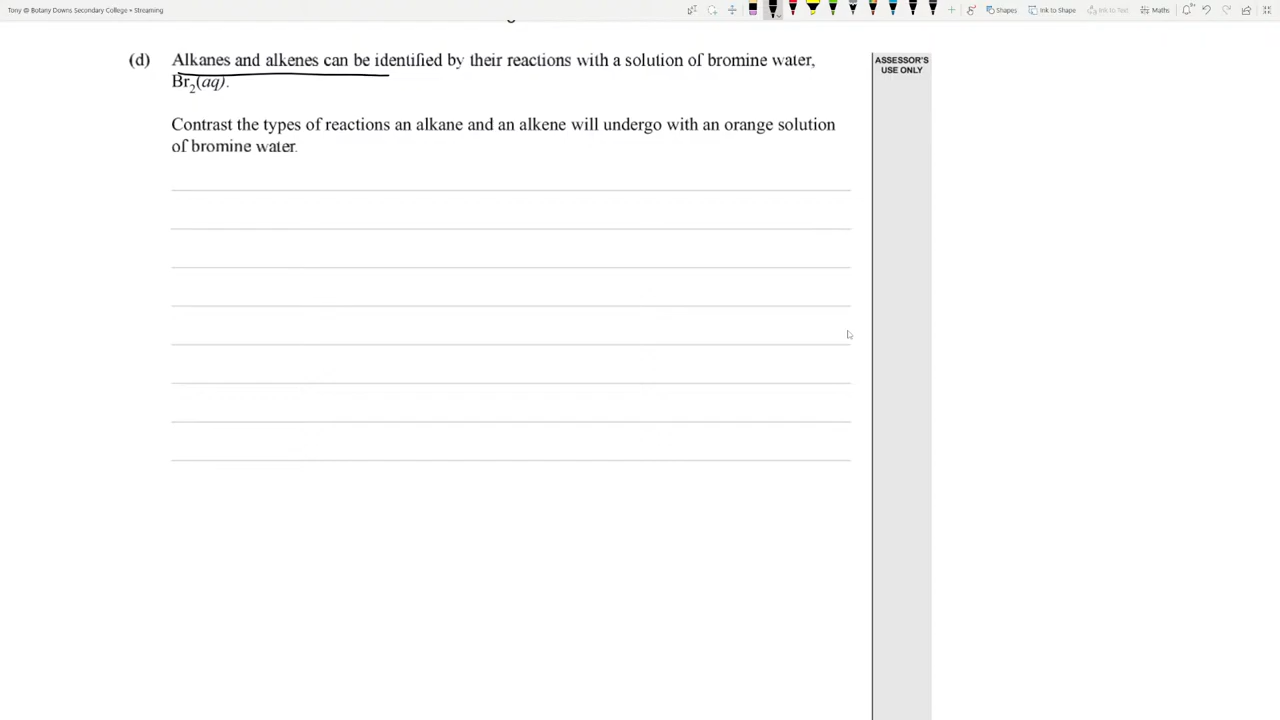 Tony @ Botany Downs Secondary College » Streaming
Shapes
Ink to Shape
Ink to Text
Maths
(d) Alkanes and alkenes can be identified by their reactions with a solution of bromine water,
Br₂(aq).
ASSESSOR'S
USE ONLY
Contrast the types of reactions an alkane and an alkene will undergo with an orange solution
of bromine water.